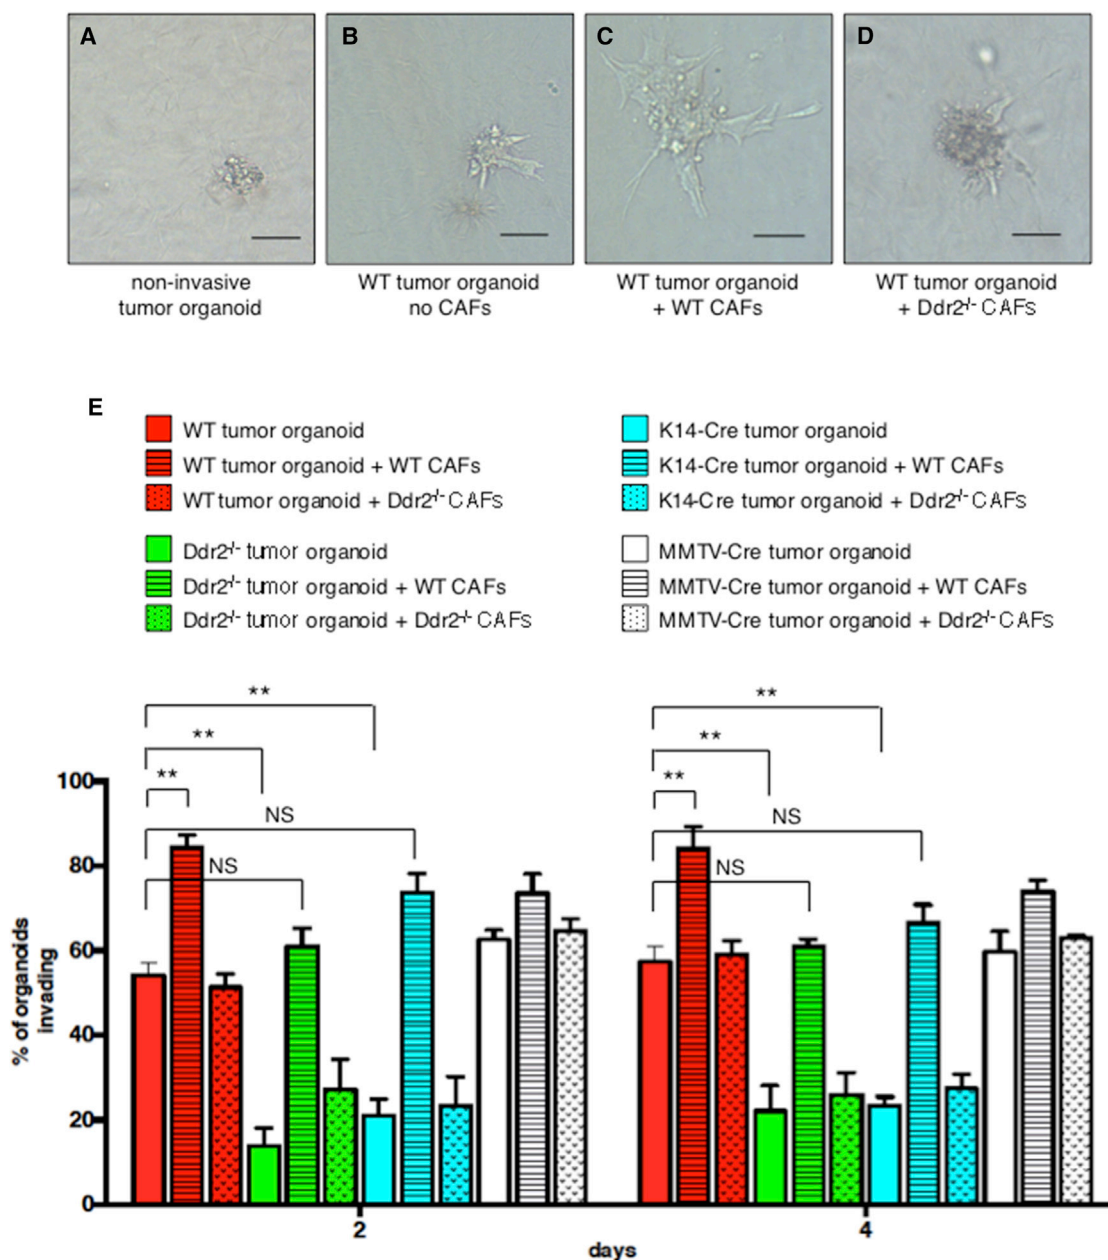 A
B
C
D
non-invasive
tumor organoid
WT tumor organoid
no CAFs
WT tumor organoid
+ WT CAFs
WT tumor organoid
+ Ddr2-/- CAFs
E
WT tumor organoid
WT tumor organoid + WT CAFs
WT tumor organoid + Ddr2-/- CAFs
Ddr2-/- tumor organoid
Ddr2-/- tumor organoid + WT CAFs
Ddr2-/- tumor organoid + Ddr2-/- CAFs
K14-Cre tumor organoid
K14-Cre tumor organoid + WT CAFs
K14-Cre tumor organoid + Ddr2-/- CAFs
MMTV-Cre tumor organoid
MMTV-Cre tumor organoid + WT CAFs
MMTV-Cre tumor organoid + Ddr2-/- CAFs
** **
** **
** **
NS NS
NS NS
100
80
60
40
20
0
% of organoids
invading
2 4
days